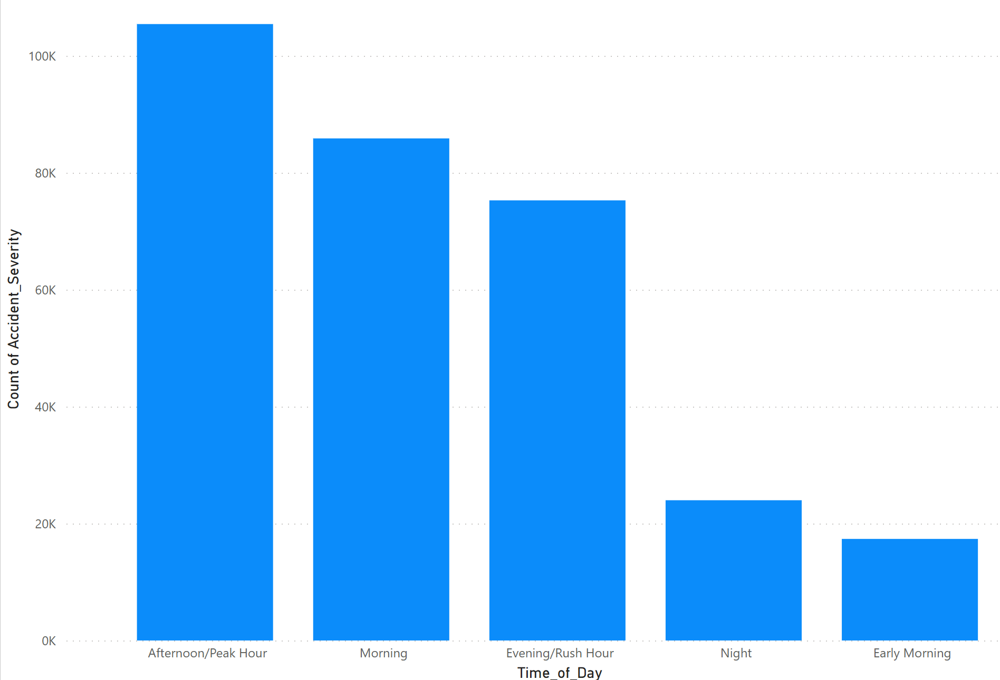 Count of Accident_Severity
100K
80K
60K
40K
20K
0K
Afternoon/Peak Hour
Morning
Evening/Rush Hour
Night
Early Morning
Time_of_Day